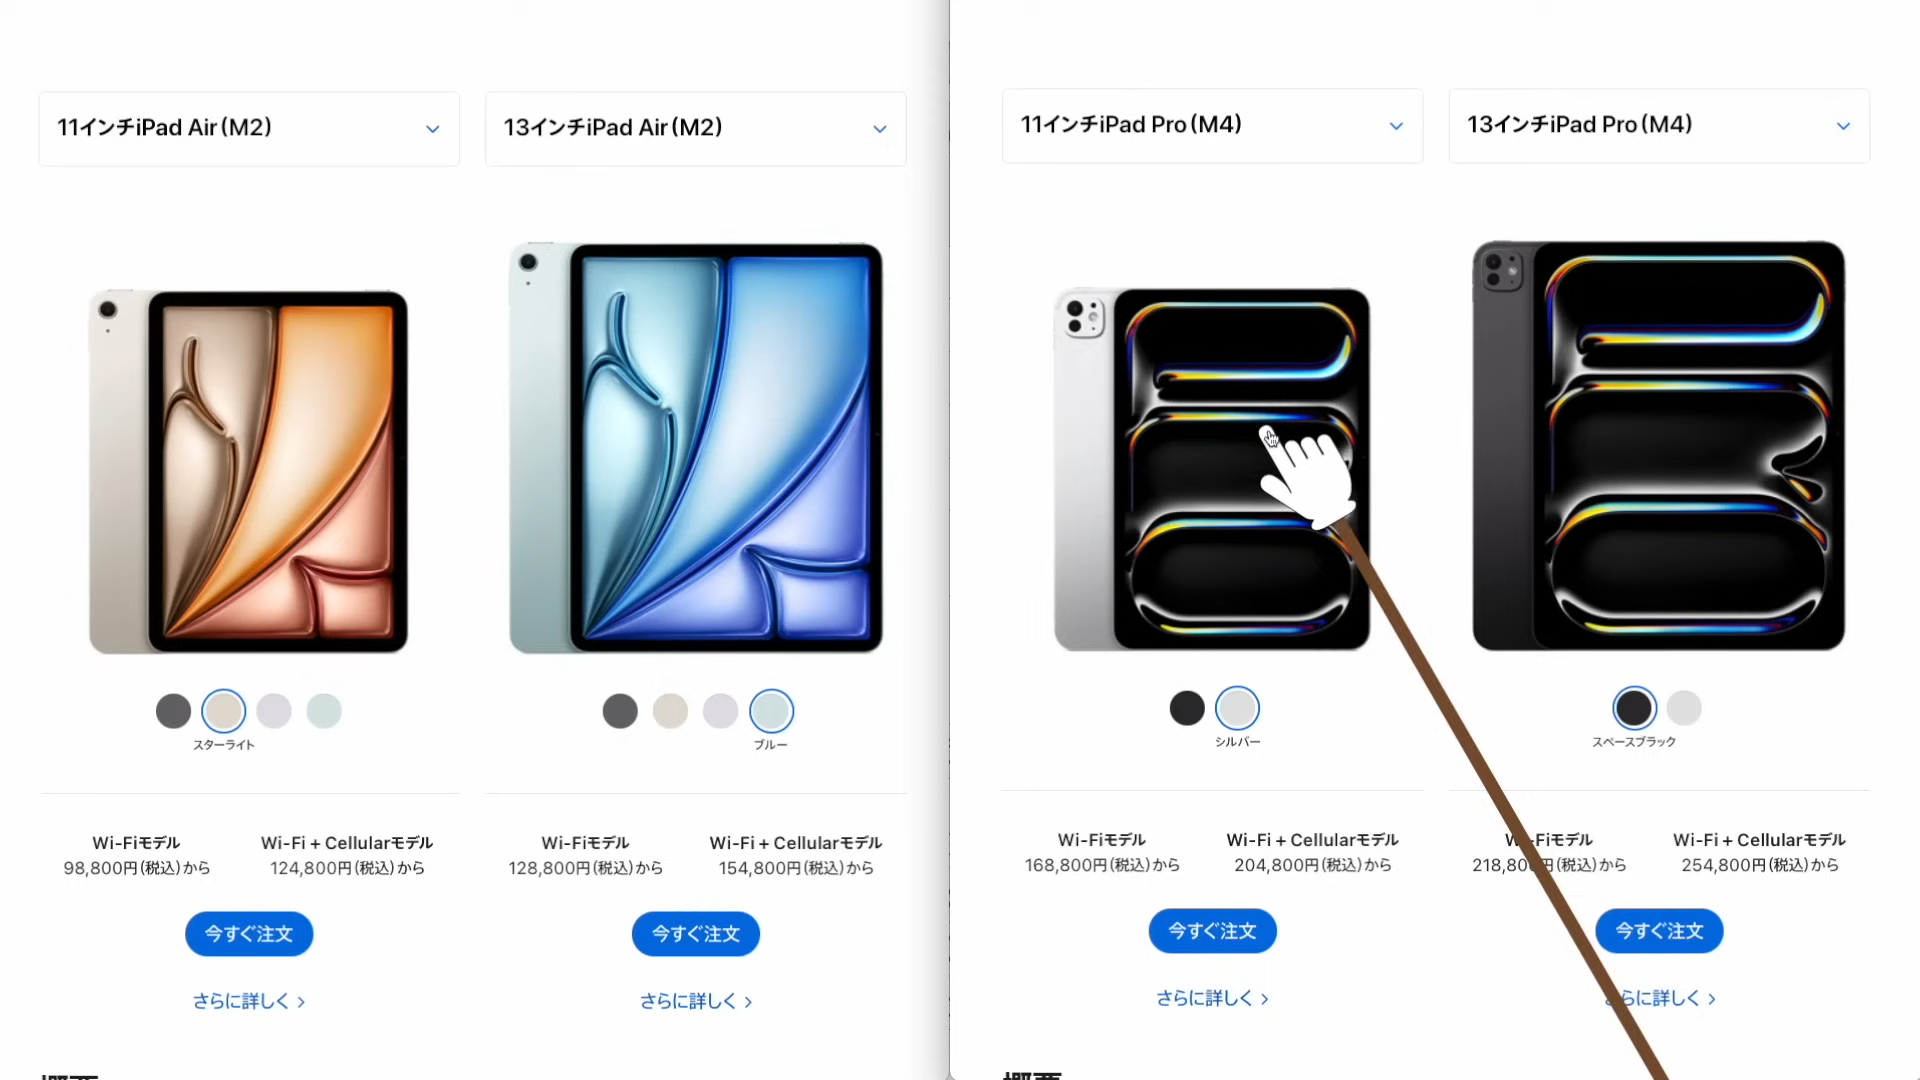 11インチiPad Air(M2)
13インチiPad Air(M2)
11インチiPad Pro(M4)
13インチiPad Pro(M4)
スターライト
ブルー
シルバー
スペースブラック
Wi-Fiモデル
98,800円(税込)から
Wi-Fi + Cellularモデル
124,800円(税込)から
Wi-Fiモデル
128,800円(税込)から
Wi-Fi + Cellularモデル
154,800円(税込)から
Wi-Fiモデル
168,800円(税込)から
Wi-Fi + Cellularモデル
204,800円(税込)から
Wi-Fiモデル
218,800円(税込)から
Wi-Fi + Cellularモデル
254,800円(税込)から
今すぐ注文
今すぐ注文
今すぐ注文
今すぐ注文
さらに詳しく
さらに詳しく
さらに詳しく
さらに詳しく
概要
概要